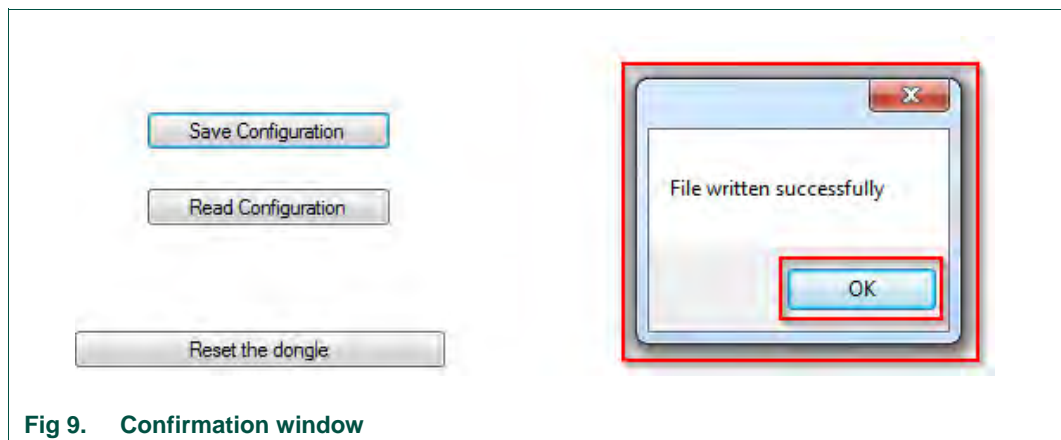 Save Configuration
Read Configuration
Reset the dongle
File written successfully
OK
Fig 9. Confirmation window